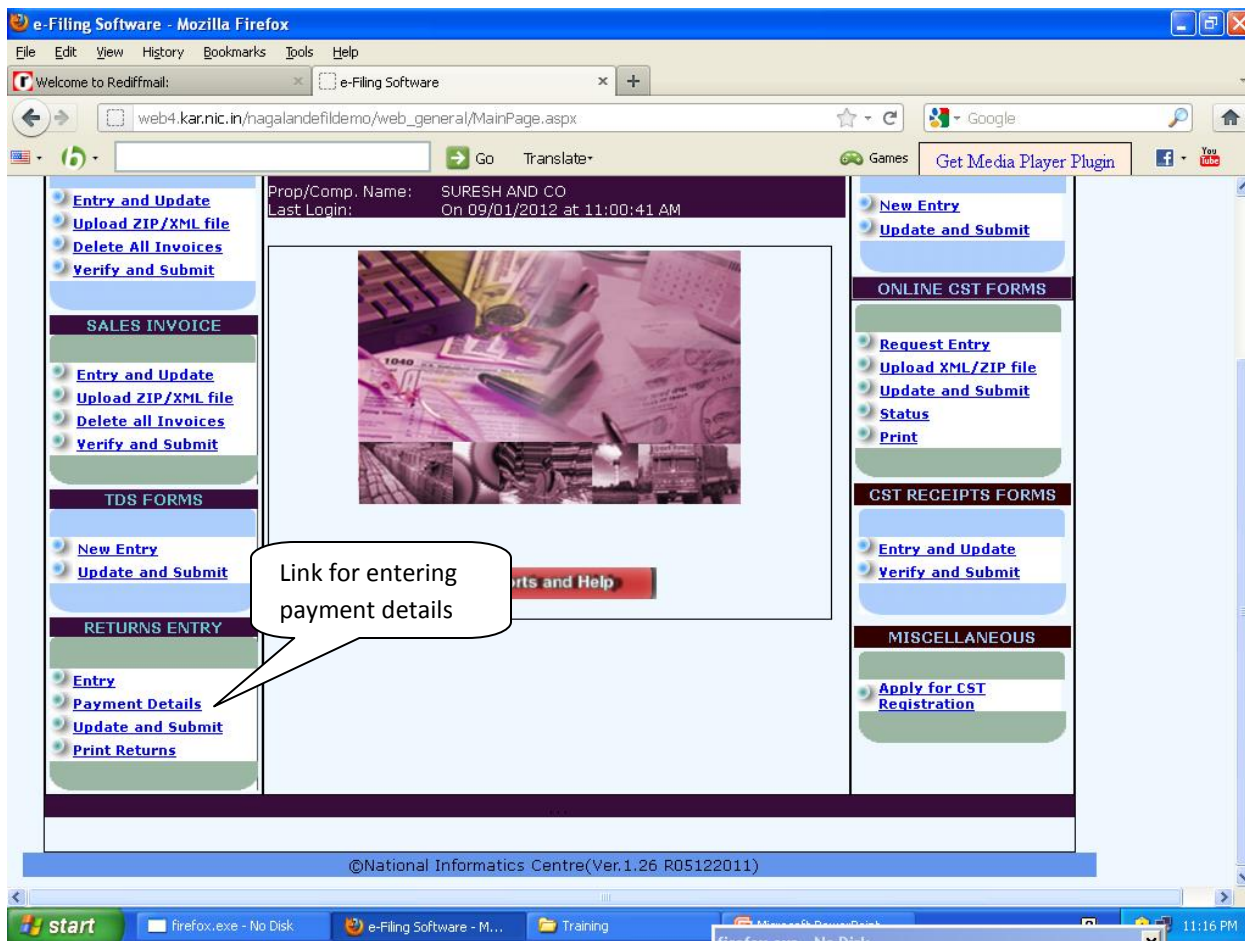 e-Filing Software - Mozilla Firefox
File Edit View History Bookmarks Tools Help
Welcome to Rediffmail:
e-Filing Software
web4.kar.nic.in/nagalandefildemo/web_general/MainPage.aspx
Google
Go
Translate
Games
Get Media Player Plugin
You Tube
Entry and Update
Upload ZIP/XML file
Delete All Invoices
Verify and Submit
SALES INVOICE
Entry and Update
Upload ZIP/XML file
Delete all Invoices
Verify and Submit
TDS FORMS
New Entry
Update and Submit
RETURNS ENTRY
Entry
Payment Details
Update and Submit
Print Returns
Prop/Comp. Name: SURESH AND CO
Last Login: On 09/01/2012 at 11:00:41 AM
1040
Link for entering
payment details
and Help
New Entry
Update and Submit
ONLINE CST FORMS
Request Entry
Upload XML/ZIP file
Update and Submit
Status
Print
CST RECEIPTS FORMS
Entry and Update
Verify and Submit
MISCELLANEOUS
Apply for CST
Registration
...
©National Informatics Centre(Ver.1.26 R05122011)
start
firefox.exe - No Disk
e-Filing Software - M...
Training
11:16 PM